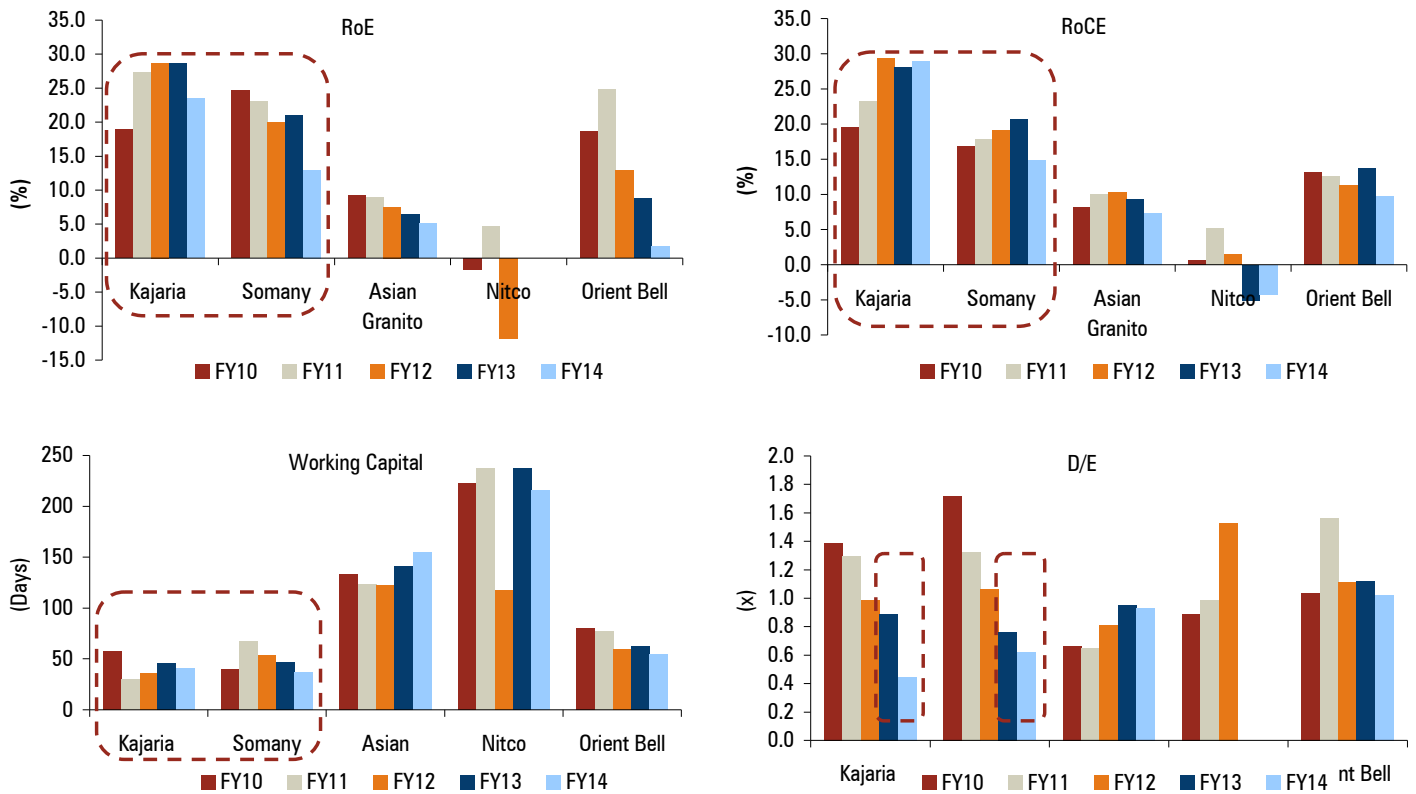 RoE
35.0
30.0
25.0
20.0
15.0
10.0
5.0
0.0
-5.0
-10.0
-15.0
(%)
Kajaria Somany Asian Granito Nitco Orient Bell
FY10 FY11 FY12 FY13 FY14
RoCE
35.0
30.0
25.0
20.0
15.0
10.0
5.0
0.0
-5.0
-10.0
(%)
Kajaria Somany Asian Granito Nitco Orient Bell
FY10 FY11 FY12 FY13 FY14
Working Capital
250
200
150
100
50
0
(Days)
Kajaria Somany Asian Nitco Orient Bell
FY10 FY11 FY12 FY13 FY14
D/E
2.0
1.8
1.6
1.4
1.2
1.0
0.8
0.6
0.4
0.2
0.0
(x)
Kajaria nt Bell
FY10 FY11 FY12 FY13 FY14